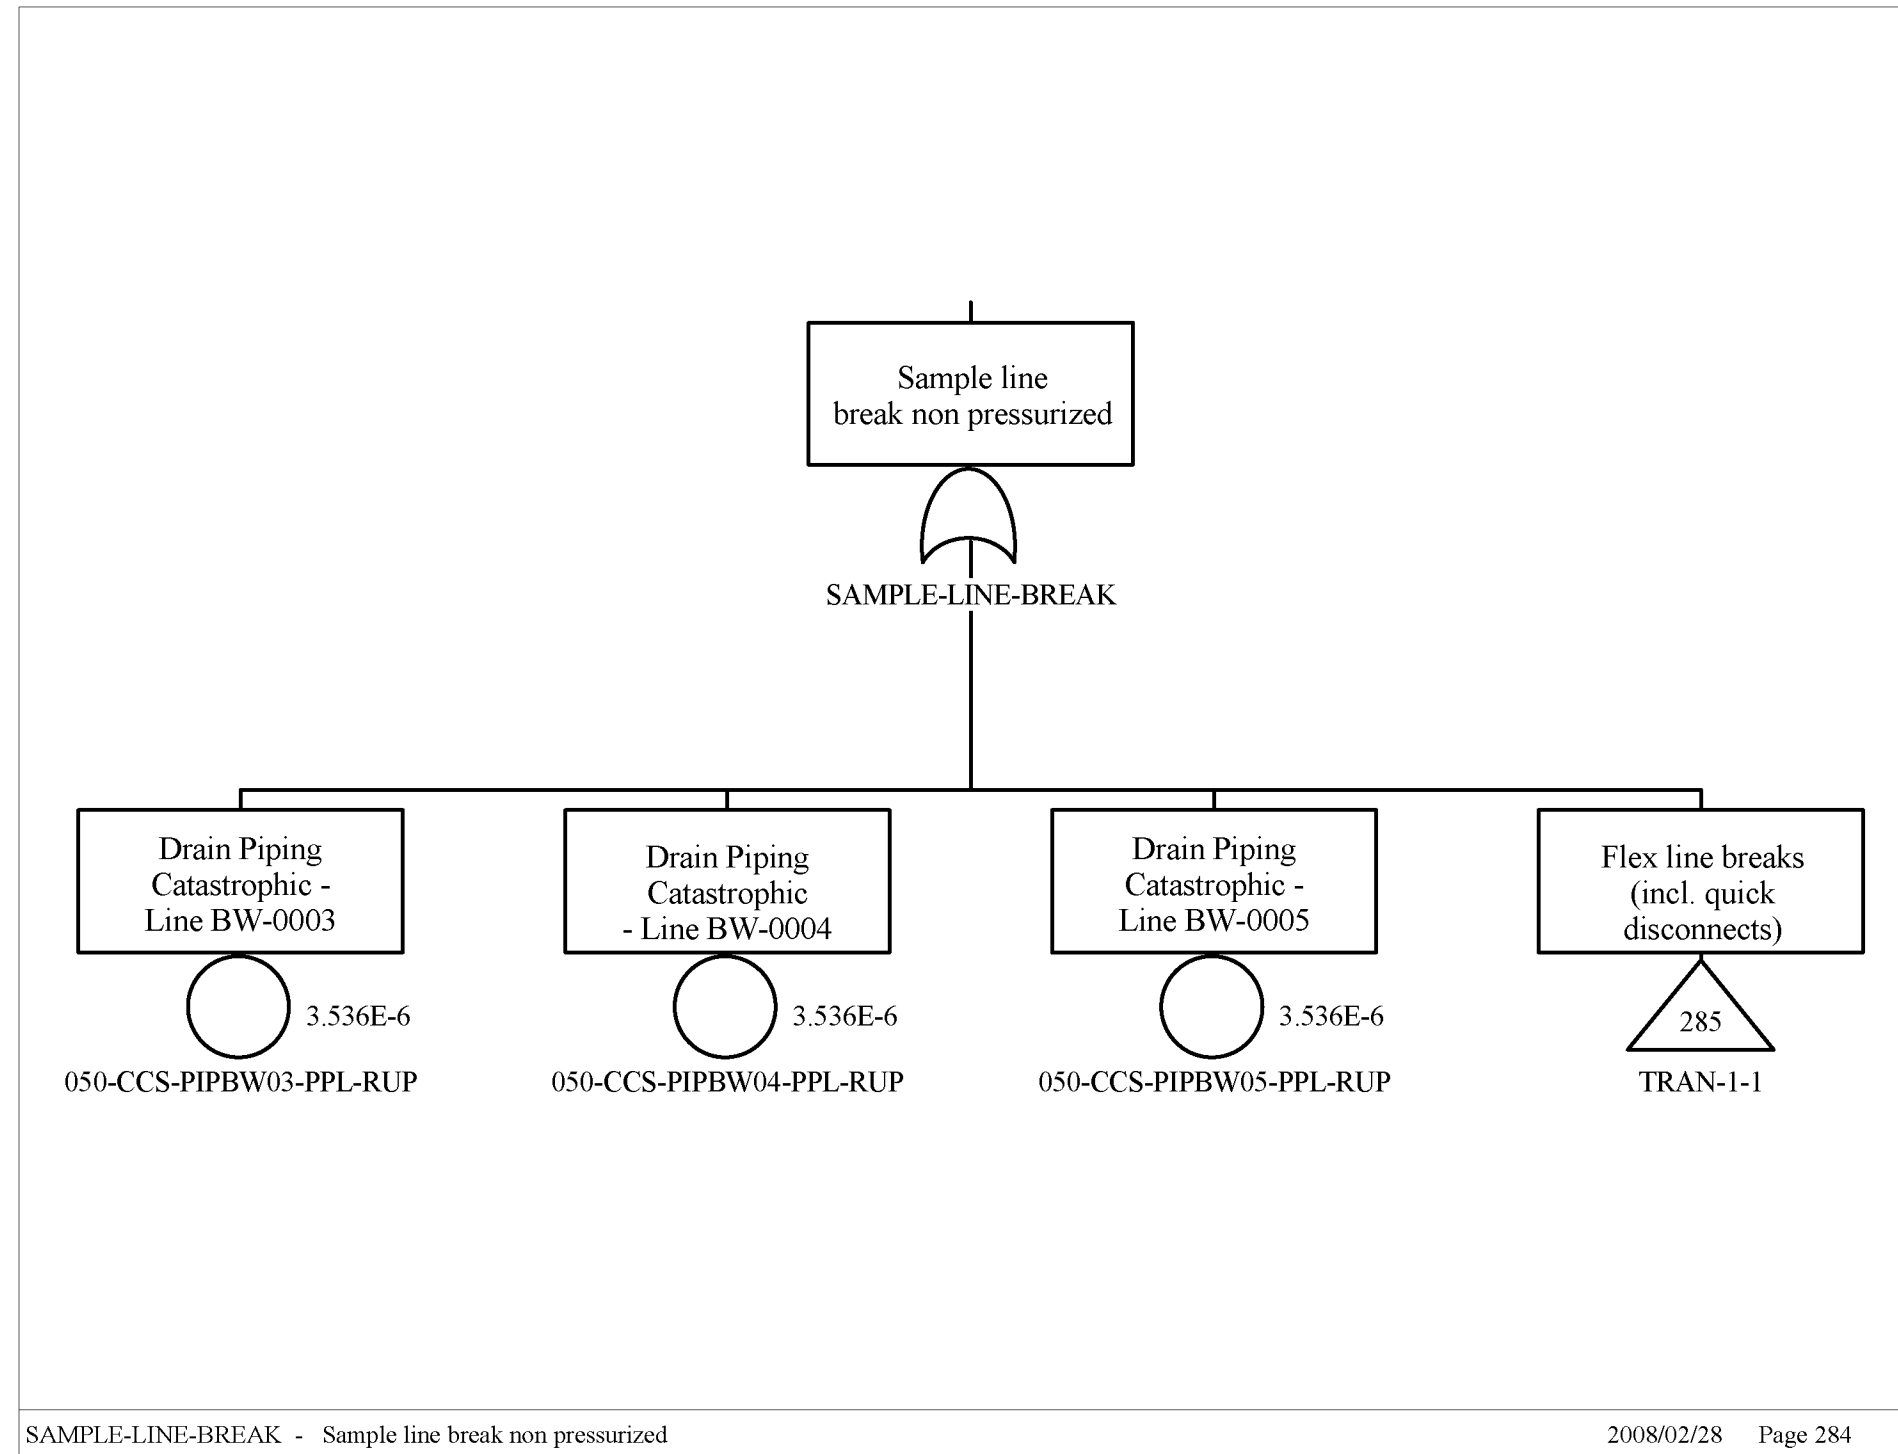 Sample line
break non pressurized
SAMPLE-LINE-BREAK
Drain Piping
Catastrophic -
Line BW-0003
3.536E-6
050-CCS-PIPBW03-PPL-RUP
Drain Piping
Catastrophic
- Line BW-0004
3.536E-6
050-CCS-PIPBW04-PPL-RUP
Drain Piping
Catastrophic -
Line BW-0005
3.536E-6
050-CCS-PIPBW05-PPL-RUP
Flex line breaks
(incl. quick
disconnects)
285
TRAN-1-1
SAMPLE-LINE-BREAK - Sample line break non pressurized
2008/02/28 Page 284